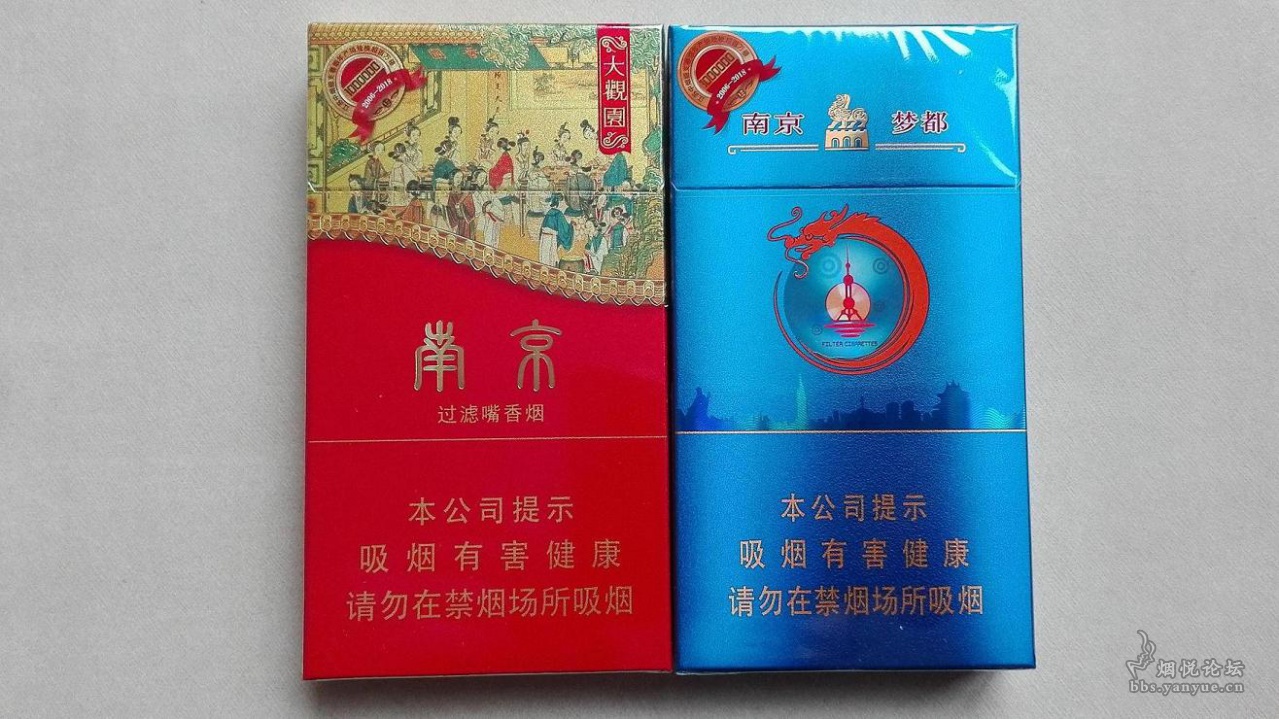 大觀園
2006-2018
南京
过滤嘴香烟
本公司提示
吸烟有害健康
请勿在禁烟场所吸烟
2006-2018
南京 梦都
FILTER CIGARETTES
本公司提示
吸烟有害健康
请勿在禁烟场所吸烟
烟悦论坛
bbs.yanyue.cn